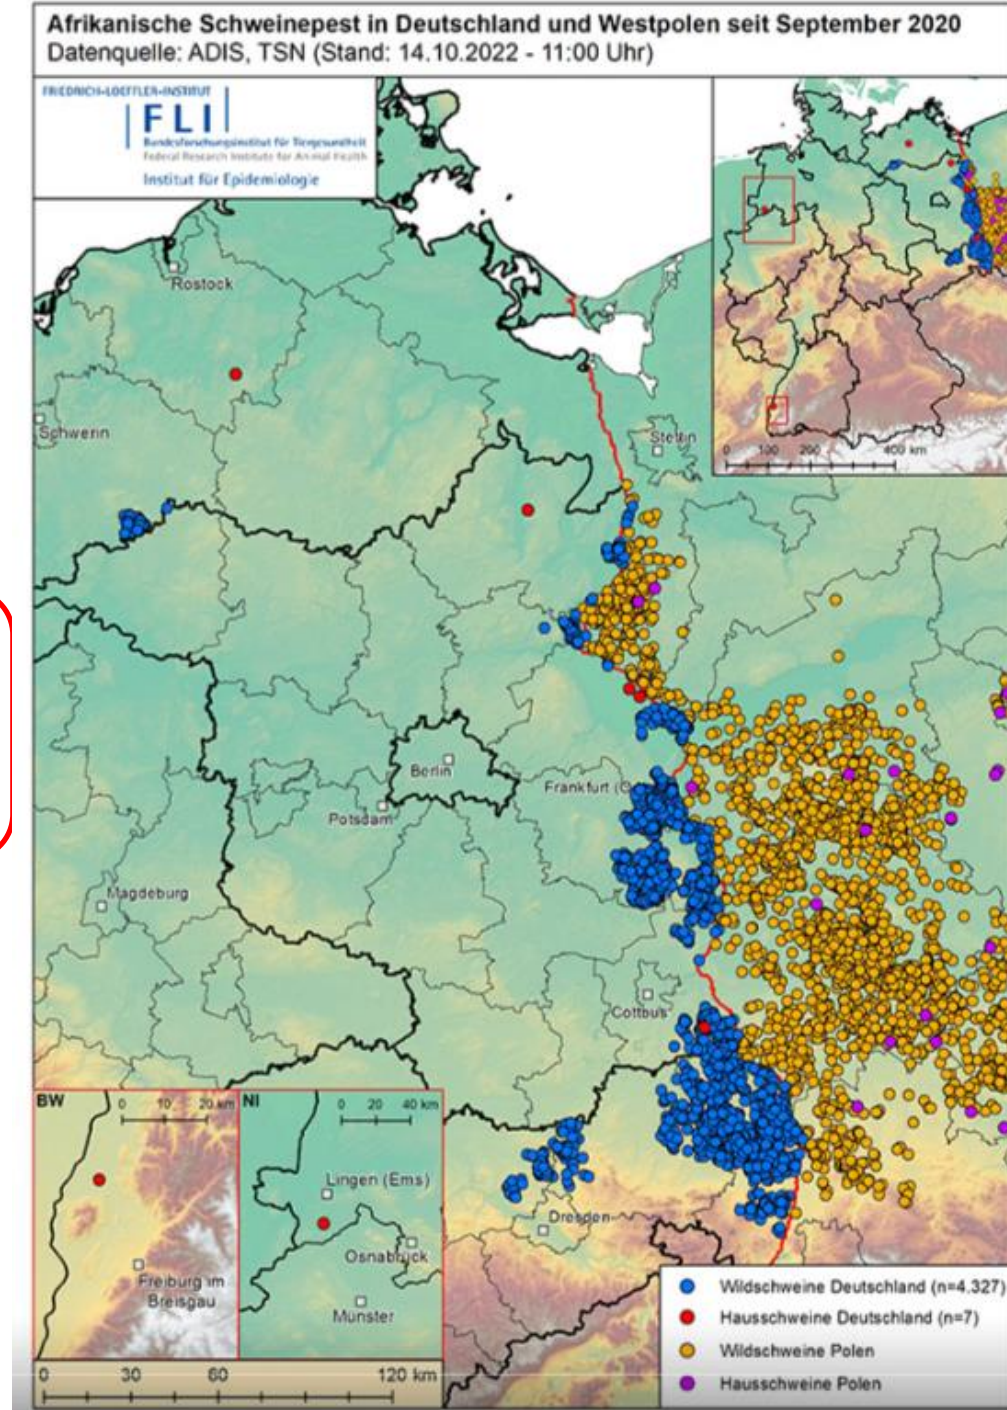 Afrikanische Schweinepest in Deutschland und Westpolen seit September 2020
Datenquelle: ADIS, TSN (Stand: 14.10.2022 - 11:00 Uhr)
FRIEDRICH-LOEFFLER-INSTITUT
FLI
Bundesforschungsinstitut für Tiergesundheit
Federal Research Institute for Animal Health
Institut für Epidemiologie
0 100 200 400 km
Rostock
Schwerin
Stettin
Berlin
Frankfurt (O
Potsdam
Magdeburg
Cottbus
Dresden
BW
0 10 20 km
Freiburg im
Breisgau
NI
0 20 40 km
Lingen (Ems)
Osnabrück
Münster
0 30 60 120 km
Wildschweine Deutschland (n=4.327)
Hausschweine Deutschland (n=7)
Wildschweine Polen
Hausschweine Polen